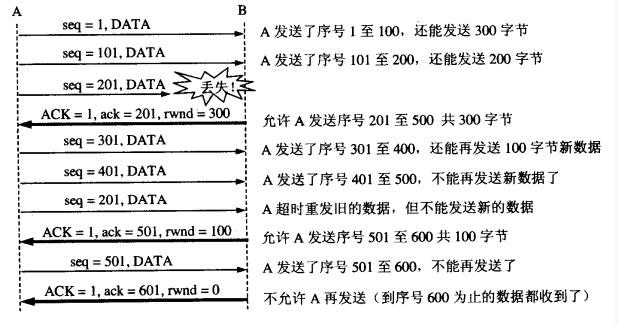 A B
seq = 1, DATA A 发送了序号 1 至 100，还能发送 300 字节
seq = 101, DATA A 发送了序号 101 至 200，还能发送 200 字节
seq = 201, DATA 丢失！
ACK = 1, ack = 201, rwnd = 300 允许 A 发送序号 201 至 500 共 300 字节
seq = 301, DATA A 发送了序号 301 至 400，还能再发送 100 字节新数据
seq = 401, DATA A 发送了序号 401 至 500，不能再发送新数据了
seq = 201, DATA A 超时重发旧的数据，但不能发送新的数据
ACK = 1, ack = 501, rwnd = 100 允许 A 发送序号 501 至 600 共 100 字节
seq = 501, DATA A 发送了序号 501 至 600，不能再发送了
ACK = 1, ack = 601, rwnd = 0 不允许 A 再发送（到序号 600 为止的数据都收到了）